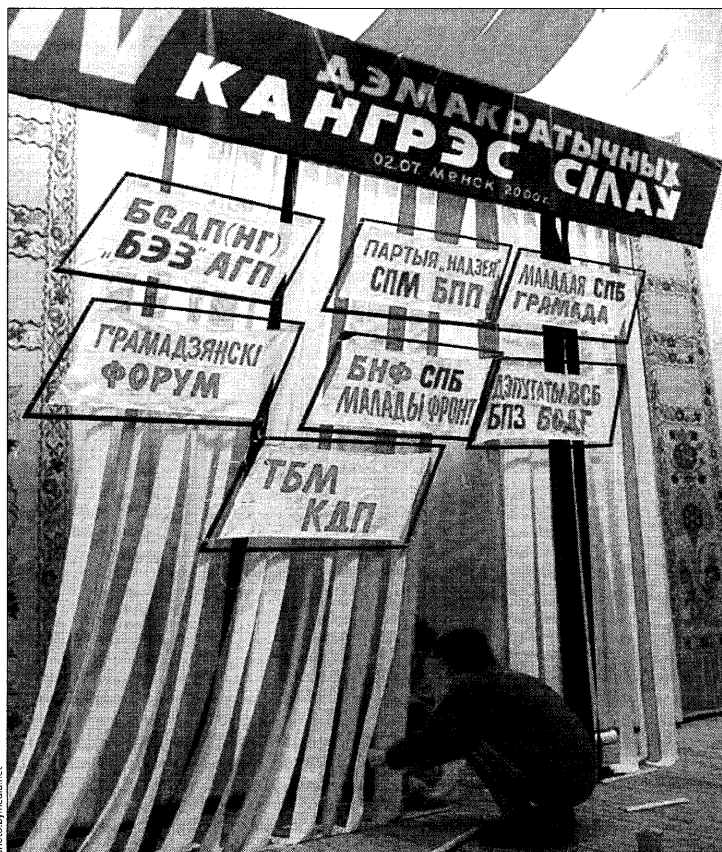 ДЭМАКРАТЫЧНЫХ
КАНГРЭС СІЛАЎ
02.07. МЕНСК 2000г.
БСДП(НГ)
„БЭЗ” АГП
ПАРТЫЯ „НАДЗЕЯ”
СПМ БПП
МАЛАДАЯ СПБ
ГРАМАДА
ГРАМАДЗЯНСКІ
ФОРУМ
БНФ СПБ
МАЛАДЫ ФРОНТ
ДЭПУТАТЫ ВСБ
БПЗ БСДГ
ТБМ
КДП